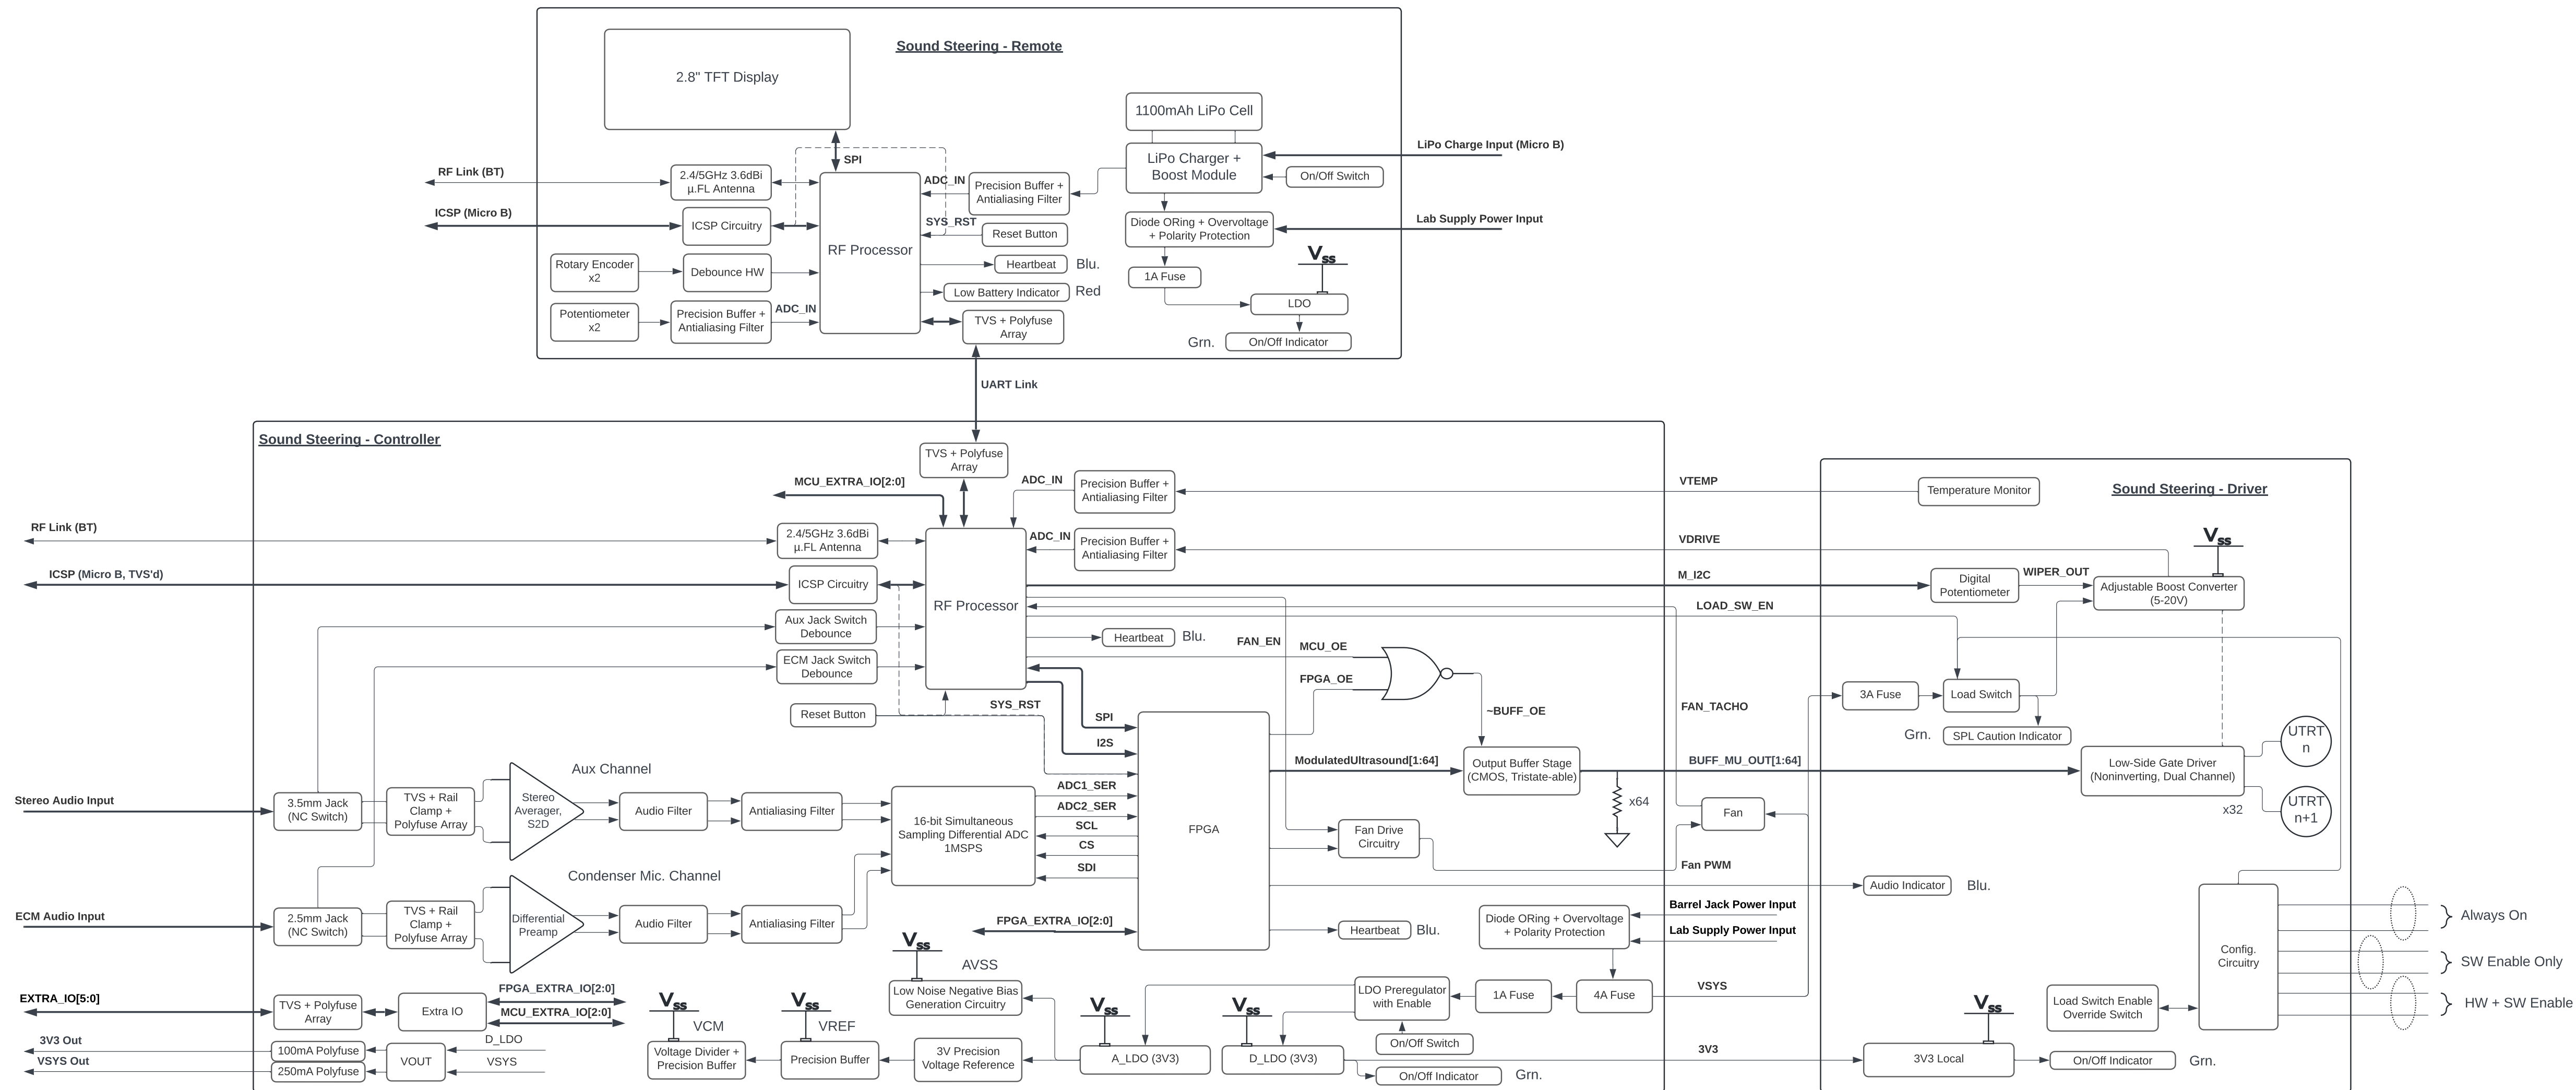 Sound Steering - Remote
2.8" TFT Display
1100mAh LiPo Cell
SPI
LiPo Charge Input (Micro B)
LiPo Charger +
Boost Module
On/Off Switch
RF Link (BT)
2.4/5GHz 3.6dBi
µ.FL Antenna
ADC_IN
Precision Buffer +
Antialiasing Filter
ICSP (Micro B)
ICSP Circuitry
RF Processor
SYS_RST
Reset Button
Diode ORing + Overvoltage
+ Polarity Protection
Lab Supply Power Input
Vss
Rotary Encoder
x2
Debounce HW
Heartbeat
Blu.
1A Fuse
Low Battery Indicator
Red
LDO
Potentiometer
x2
Precision Buffer +
Antialiasing Filter
ADC_IN
TVS + Polyfuse
Array
Grn.
On/Off Indicator
UART Link
Sound Steering - Controller
TVS + Polyfuse
Array
MCU_EXTRA_IO[2:0]
ADC_IN
Precision Buffer +
Antialiasing Filter
VTEMP
Temperature Monitor
Sound Steering - Driver
RF Link (BT)
2.4/5GHz 3.6dBi
µ.FL Antenna
ADC_IN
Precision Buffer +
Antialiasing Filter
VDRIVE
Vss
ICSP (Micro B, TVS'd)
ICSP Circuitry
RF Processor
M_I2C
Digital
Potentiometer
WIPER_OUT
Adjustable Boost Converter
(5-20V)
LOAD_SW_EN
Aux Jack Switch
Debounce
Heartbeat
Blu.
FAN_EN
MCU_OE
ECM Jack Switch
Debounce
FPGA_OE
3A Fuse
Load Switch
Reset Button
SYS_RST
~BUFF_OE
FAN_TACHO
Grn.
SPL Caution Indicator
SPI
I2S
UTRT
n
ModulatedUltrasound[1:64]
Output Buffer Stage
(CMOS, Tristate-able)
BUFF_MU_OUT[1:64]
Low-Side Gate Driver
(Noninverting, Dual Channel)
Aux Channel
Stereo Audio Input
3.5mm Jack
(NC Switch)
TVS + Rail
Clamp +
Polyfuse Array
Stereo
Averager,
S2D
Audio Filter
Antialiasing Filter
16-bit Simultaneous
Sampling Differential ADC
1MSPS
ADC1_SER
ADC2_SER
SCL
CS
SDI
FPGA
x64
Fan
x32
UTRT
n+1
Fan Drive
Circuitry
Fan PWM
Condenser Mic. Channel
Audio Indicator
Blu.
ECM Audio Input
2.5mm Jack
(NC Switch)
TVS + Rail
Clamp +
Polyfuse Array
Differential
Preamp
Audio Filter
Antialiasing Filter
FPGA_EXTRA_IO[2:0]
Heartbeat
Blu.
Diode ORing + Overvoltage
+ Polarity Protection
Barrel Jack Power Input
Lab Supply Power Input
Config.
Circuitry
Always On
SW Enable Only
HW + SW Enable
Vss
AVSS
Low Noise Negative Bias
Generation Circuitry
LDO Preregulator
with Enable
1A Fuse
4A Fuse
VSYS
Load Switch Enable
Override Switch
EXTRA_IO[5:0]
TVS + Polyfuse
Array
Extra IO
FPGA_EXTRA_IO[2:0]
MCU_EXTRA_IO[2:0]
Vss
VCM
Vss
VREF
Vss
Vss
On/Off Switch
Vss
3V3 Out
VSYS Out
100mA Polyfuse
250mA Polyfuse
VOUT
D_LDO
VSYS
Voltage Divider +
Precision Buffer
Precision Buffer
3V Precision
Voltage Reference
A_LDO (3V3)
D_LDO (3V3)
3V3
3V3 Local
On/Off Indicator
Grn.
On/Off Indicator
Grn.